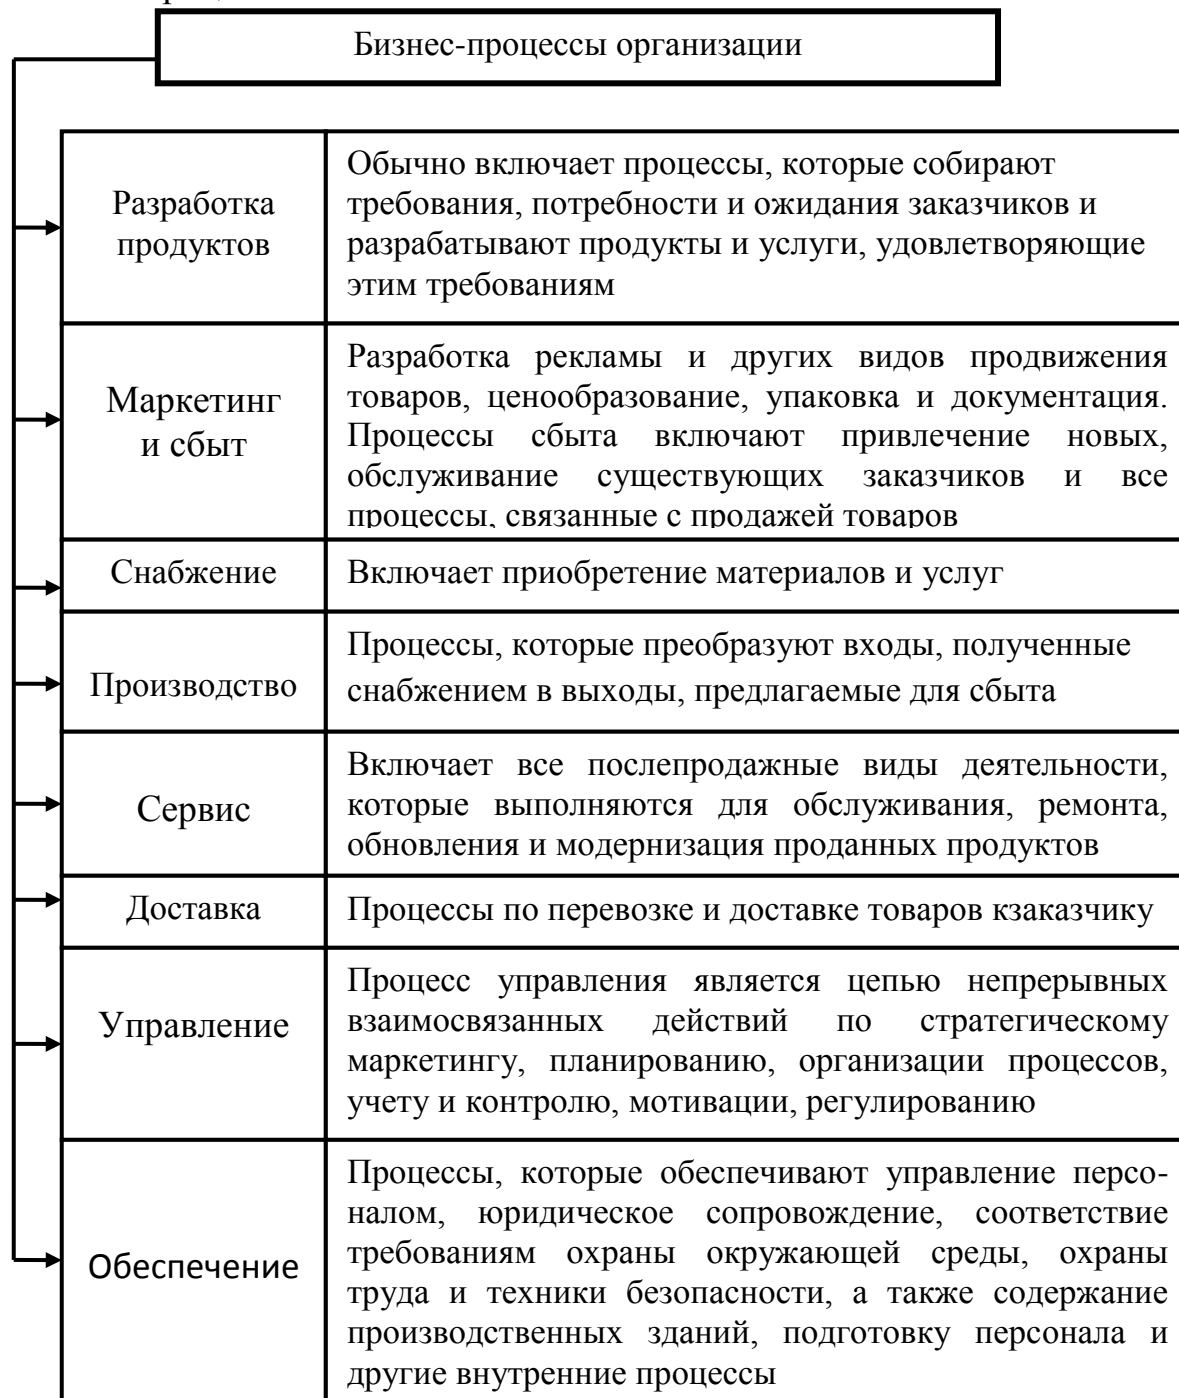 Бизнес-процессы организации
Разработка
продуктов
Обычно включает процессы, которые собирают
требования, потребности и ожидания заказчиков и
разрабатывают продукты и услуги, удовлетворяющие
этим требованиям
Маркетинг
и сбыт
Разработка рекламы и других видов продвижения
товаров, ценообразование, упаковка и документация.
Процессы сбыта включают привлечение новых,
обслуживание существующих заказчиков и все
процессы, связанные с продажей товаров
Снабжение
Включает приобретение материалов и услуг
Производство
Процессы, которые преобразуют входы, полученные
снабжением в выходы, предлагаемые для сбыта
Сервис
Включает все послепродажные виды деятельности,
которые выполняются для обслуживания, ремонта,
обновления и модернизация проданных продуктов
Доставка
Процессы по перевозке и доставке товаров кзаказчику
Управление
Процесс управления является цепью непрерывных
взаимосвязанных действий по стратегическому
маркетингу, планированию, организации процессов,
учету и контролю, мотивации, регулированию
Обеспечение
Процессы, которые обеспечивают управление персо-
налом, юридическое сопровождение, соответствие
требованиям охраны окружающей среды, охраны
труда и техники безопасности, а также содержание
производственных зданий, подготовку персонала и
другие внутренние процессы